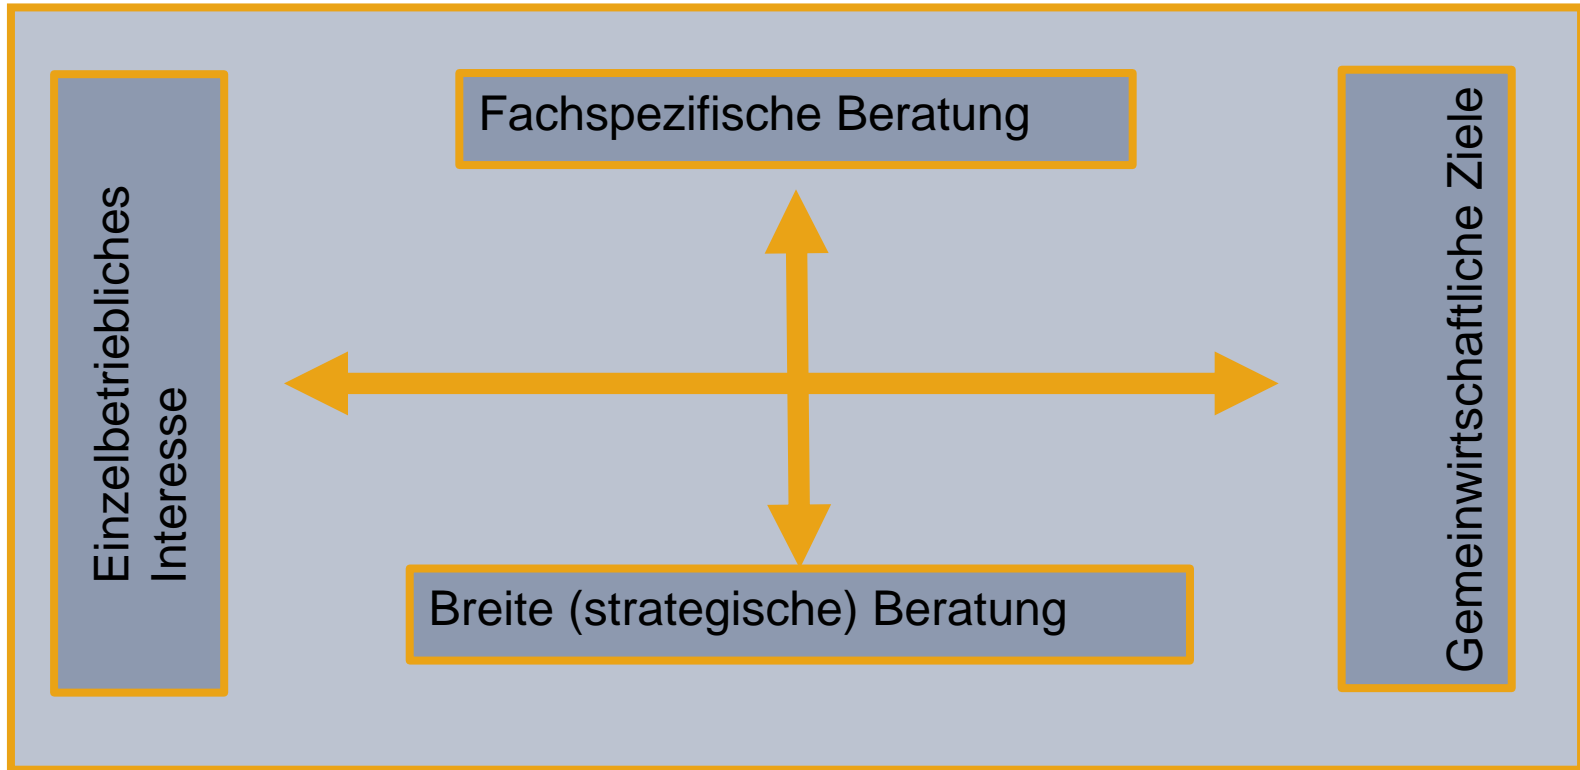 Fachspezifische Beratung
Einzelbetriebliches
Interesse
Gemeinwirtschaftliche Ziele
Breite (strategische) Beratung